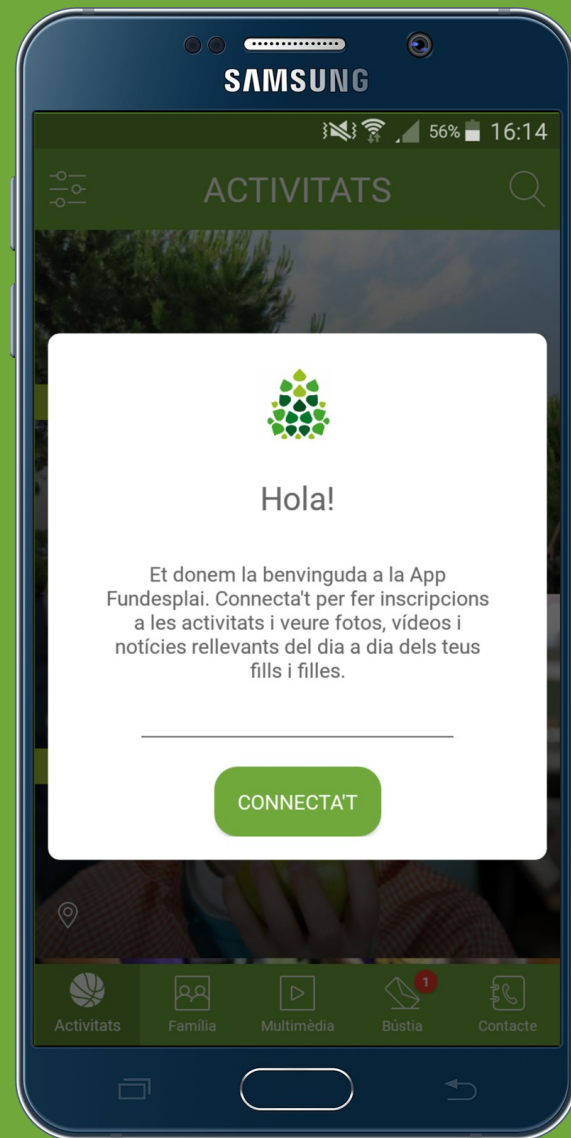 SAMSUNG
56% 16:14
ACTIVITATS
Hola!
Et donem la benvinguda a la App
Fundesplai. Connecta't per fer inscripcions
a les activitats i veure fotos, vídeos i
notícies rellevants del dia a dia dels teus
fills i filles.
CONNECTA'T
1
Activitats Família Multimèdia Bústia Contacte